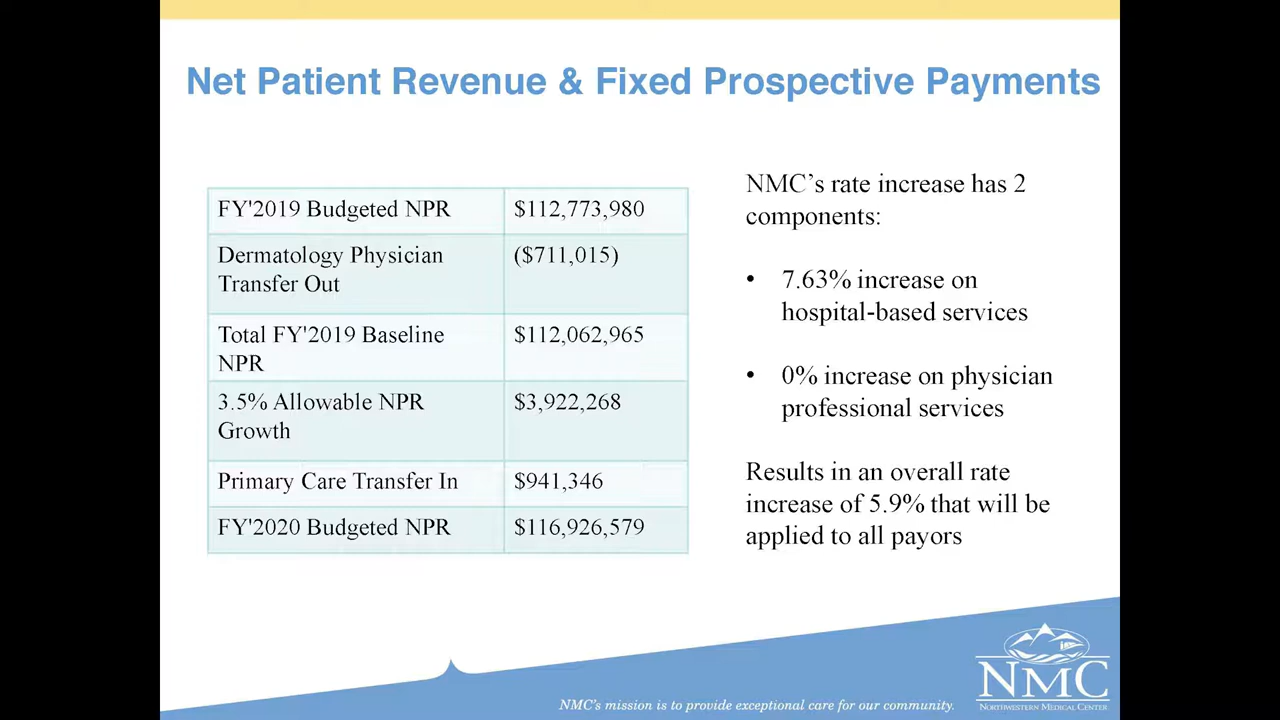 Net Patient Revenue & Fixed Prospective Payments
FY'2019 Budgeted NPR $112,773,980
Dermatology Physician
Transfer Out
($711,015)
Total FY'2019 Baseline
NPR
$112,062,965
3.5% Allowable NPR
Growth
$3,922,268
Primary Care Transfer In $941,346
FY'2020 Budgeted NPR $116,926,579
NMC’s rate increase has 2
components:
• 7.63% increase on
hospital-based services
• 0% increase on physician
professional services
Results in an overall rate
increase of 5.9% that will be
applied to all payors
NMC's mission is to provide exceptional care for our community.
NMC
NORTHWESTERN MEDICAL CENTER